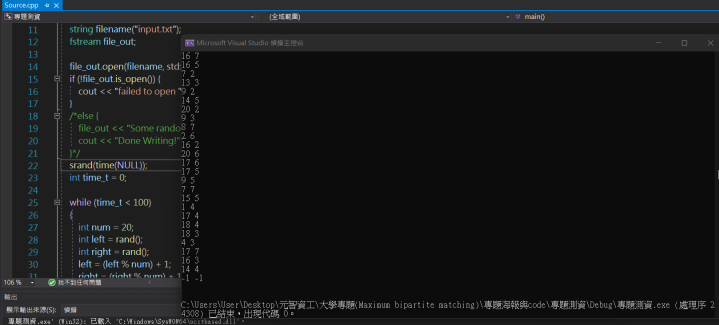 Source.cpp
專題測資
(全域範圍)
main()
11 string filename("input.txt");
12 fstream file_out;
13
14 file_out.open(filename, std:
15 if (!file_out.is_open()) {
16 cout << "failed to open "
17 }
18 /*else {
19 file_out << "Some rando
20 cout << "Done Writing!"
21 }*/
22 srand(time(NULL));
23 int time_t = 0;
24
25 while (time_t < 100)
26 {
27 int num = 20;
28 int left = rand();
29 int right = rand();
30 left = (left % num) + 1;
31 right = (right % num) + 1
106 %
找不到任何問題
輸出
顯示輸出來源(S): 偵錯
專題測資.exe' (Win32): 已載入 'C:\Windows\SysWOW64\ucrtbased.dll'。
Microsoft Visual Studio 偵錯主控台
16 7
16 5
7 2
13 3
9 2
14 5
20 2
9 3
8 7
2 6
16 2
20 6
17 6
17 5
9 5
7 7
15 5
1 4
17 4
18 4
18 3
4 3
17 7
16 3
14 4
-1 -1
C:\Users\User\Desktop\元智資工\大學專題(Maximum bipartite matching)\專題海報與code\專題測資\Debug\專題測資.exe (處理序 2
4308) 已結束，出現代碼 0。